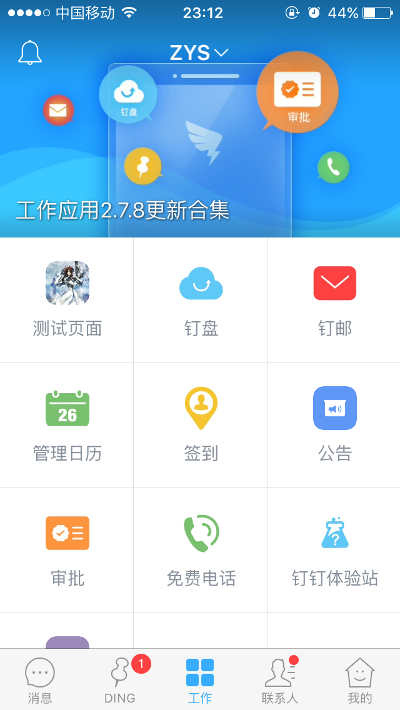 中国移动 23:12 44%
ZYS
钉盘
审批
工作应用2.7.8更新合集
测试页面 钉盘 钉邮
26
管理日历 签到 公告
审批 免费电话 钉钉体验站
1
消息 DING 工作 联系人 我的